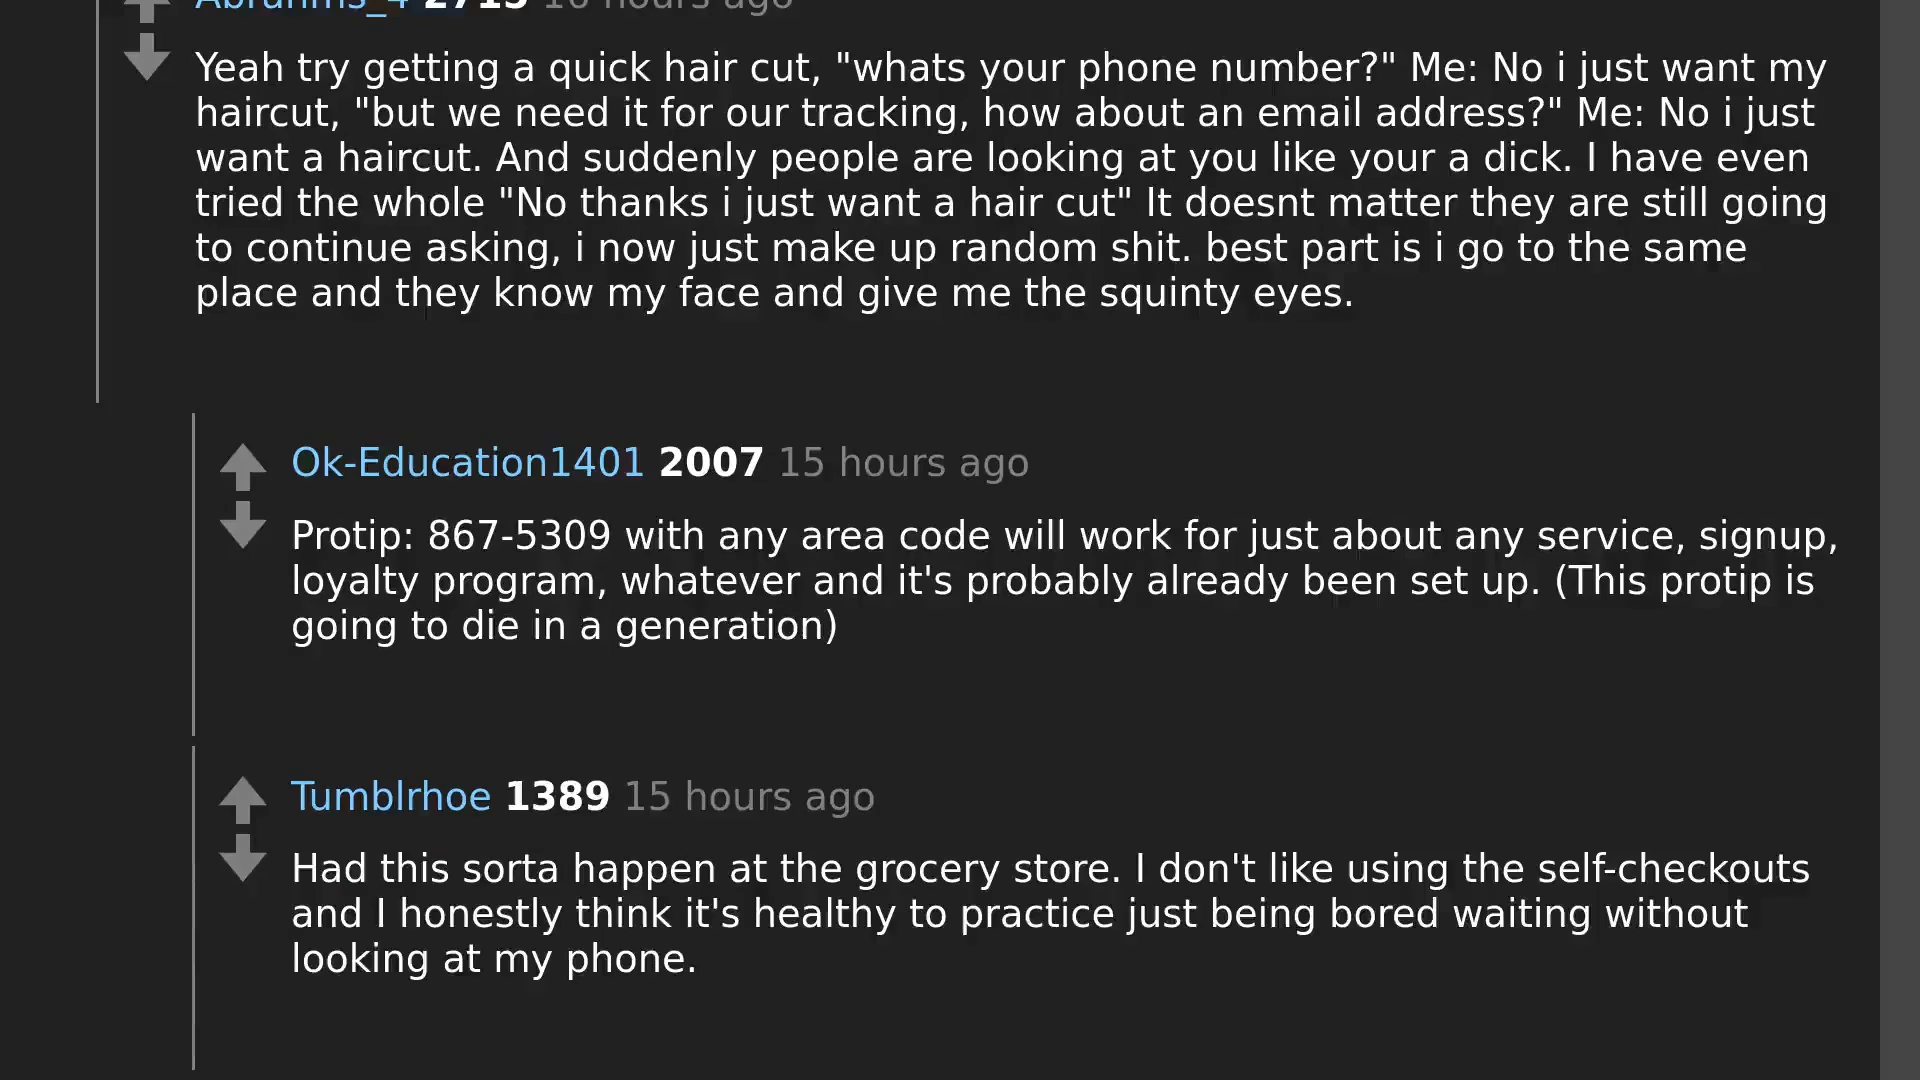 Abrahms_4 2715 16 hours ago
Yeah try getting a quick hair cut, "whats your phone number?" Me: No i just want my
haircut, "but we need it for our tracking, how about an email address?" Me: No i just
want a haircut. And suddenly people are looking at you like your a dick. I have even
tried the whole "No thanks i just want a hair cut" It doesnt matter they are still going
to continue asking, i now just make up random shit. best part is i go to the same
place and they know my face and give me the squinty eyes.
Ok-Education1401 2007 15 hours ago
Protip: 867-5309 with any area code will work for just about any service, signup,
loyalty program, whatever and it's probably already been set up. (This protip is
going to die in a generation)
Tumblrhoe 1389 15 hours ago
Had this sorta happen at the grocery store. I don't like using the self-checkouts
and I honestly think it's healthy to practice just being bored waiting without
looking at my phone.